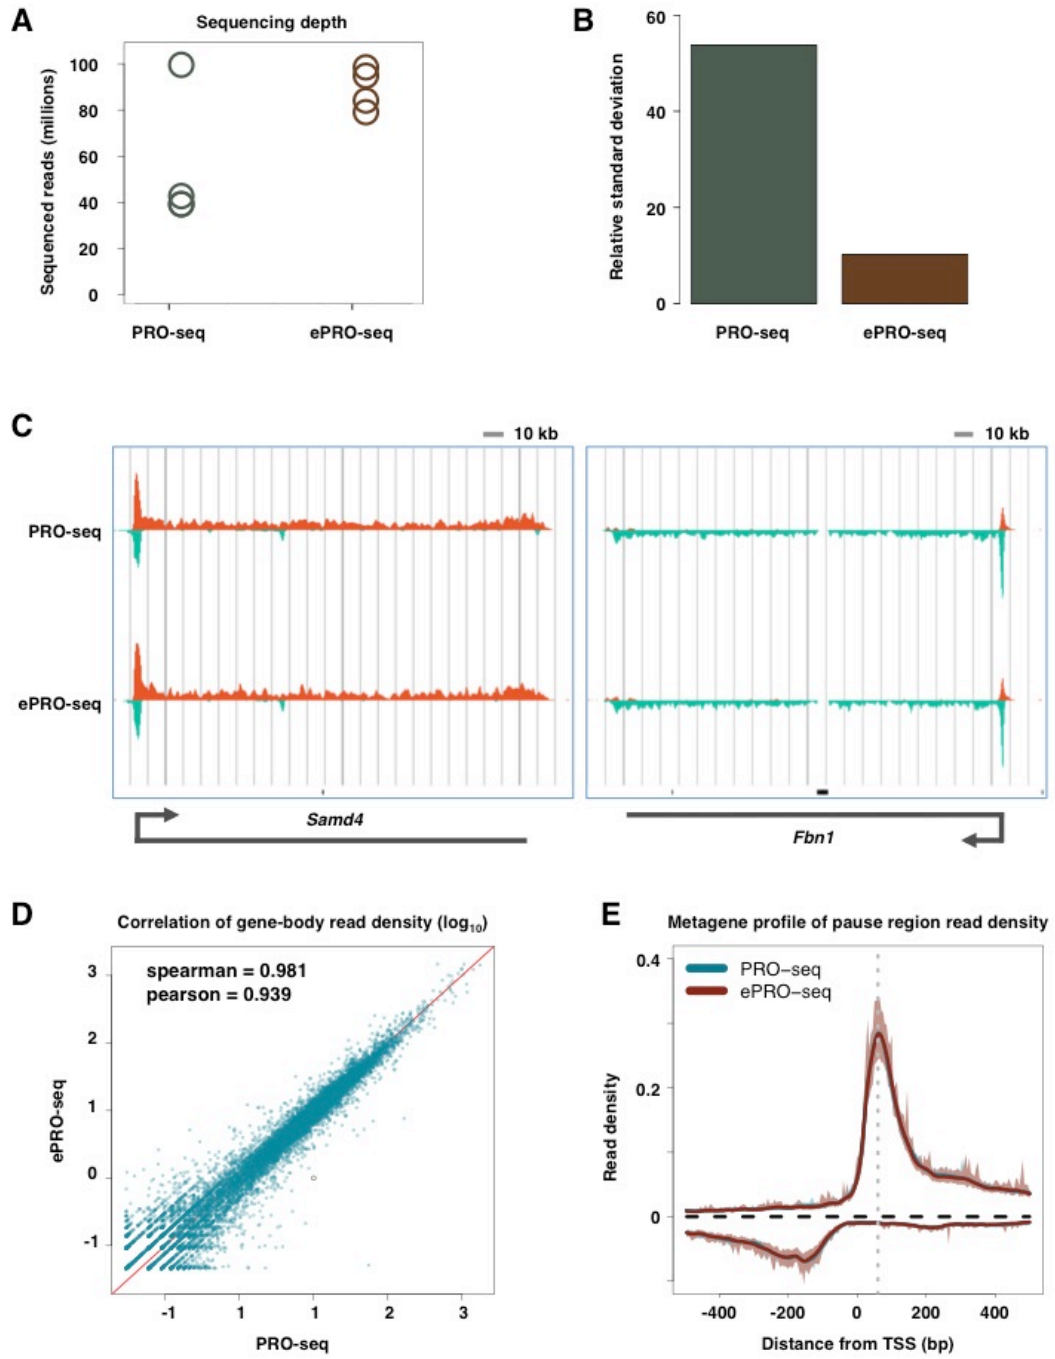 A
Sequencing depth
Sequenced reads (millions)
100
80
60
40
20
0
PRO-seq
ePRO-seq
B
Relative standard deviation
60
40
20
0
PRO-seq
ePRO-seq
C
10 kb
10 kb
PRO-seq
ePRO-seq
Samd4
Fbn1
D
Correlation of gene-body read density (log10)
spearman = 0.981
pearson = 0.939
ePRO-seq
3
2
1
0
-1
-1
1
1
2
3
PRO-seq
E
Metagene profile of pause region read density
PRO-seq
ePRO-seq
Read density
0.4
0.2
0
-400
-200
0
200
400
Distance from TSS (bp)